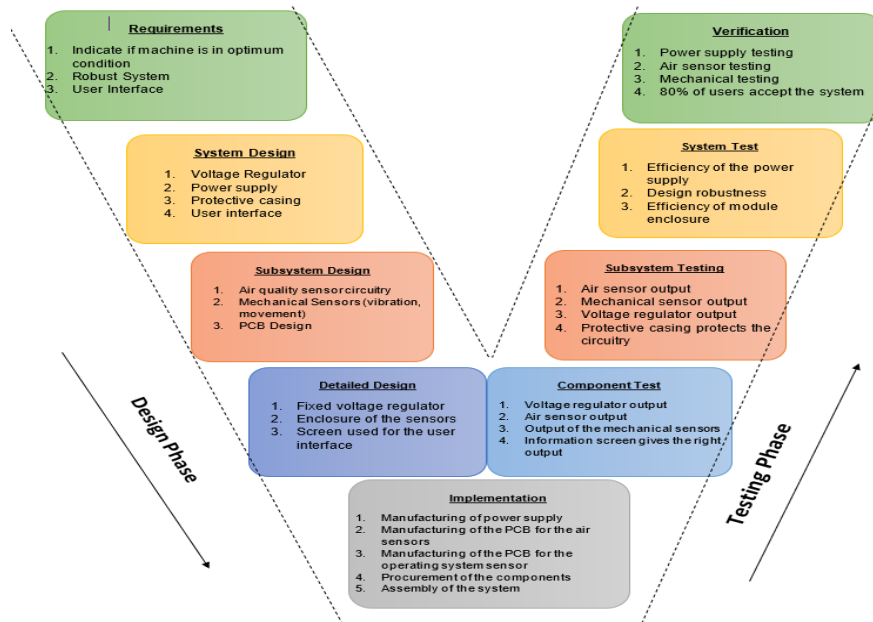 Requirements
1. Indicate if machine is in optimum
condition
2. Robust System
3. User Interface
Verification
1. Power supply testing
2. Air sensor testing
3. Mechanical testing
4. 80% of users accept the system
System Design
1. Voltage Regulator
2. Power supply
3. Protective casing
4. User interface
System Test
1. Efficiency of the power
supply
2. Design robustness
3. Efficiency of module
enclosure
Subsystem Design
1. Air quality sensor circuitry
2. Mechanical Sensors (vibration,
movement)
3. PCB Design
Subsystem Testing
1. Air sensor output
2. Mechanical sensor output
3. Voltage regulator output
4. Protective casing protects the
circuitry
Detailed Design
1. Fixed voltage regulator
2. Enclosure of the sensors
3. Screen used for the user
interface
Component Test
1. Voltage regulator output
2. Air sensor output
3. Output of the mechanical sensors
4. Information screen gives the right
output
Implementation
1. Manufacturing of power supply
2. Manufacturing of the PCB for the air
sensors
3. Manufacturing of the PCB for the
operating system sensor
4. Procurement of the components
5. Assembly of the system
Design Phase
Testing Phase